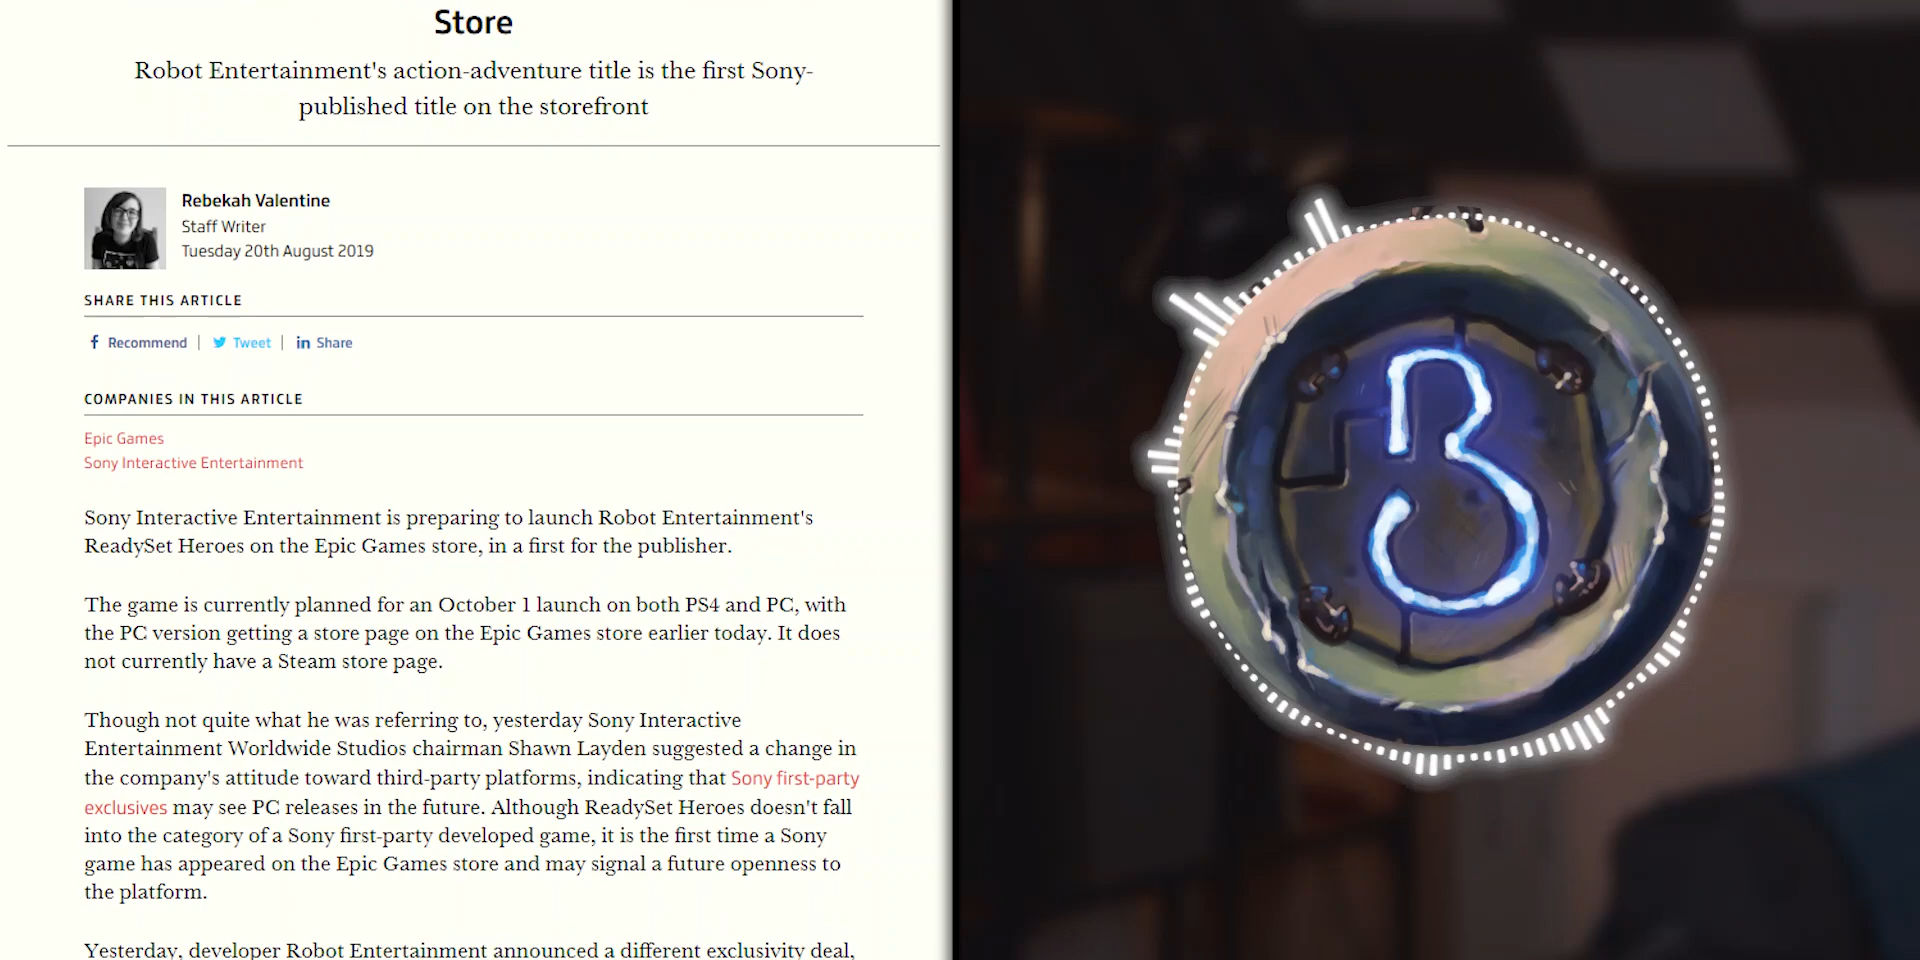 Store
Robot Entertainment's action-adventure title is the first Sony-
published title on the storefront
Rebekah Valentine
Staff Writer
Tuesday 20th August 2019
SHARE THIS ARTICLE
Recommend | Tweet | Share
COMPANIES IN THIS ARTICLE
Epic Games
Sony Interactive Entertainment
Sony Interactive Entertainment is preparing to launch Robot Entertainment's
ReadySet Heroes on the Epic Games store, in a first for the publisher.
The game is currently planned for an October 1 launch on both PS4 and PC, with
the PC version getting a store page on the Epic Games store earlier today. It does
not currently have a Steam store page.
Though not quite what he was referring to, yesterday Sony Interactive
Entertainment Worldwide Studios chairman Shawn Layden suggested a change in
the company's attitude toward third-party platforms, indicating that Sony first-party
exclusives may see PC releases in the future. Although ReadySet Heroes doesn't fall
into the category of a Sony first-party developed game, it is the first time a Sony
game has appeared on the Epic Games store and may signal a future openness to
the platform.
Yesterday, developer Robot Entertainment announced a different exclusivity deal,